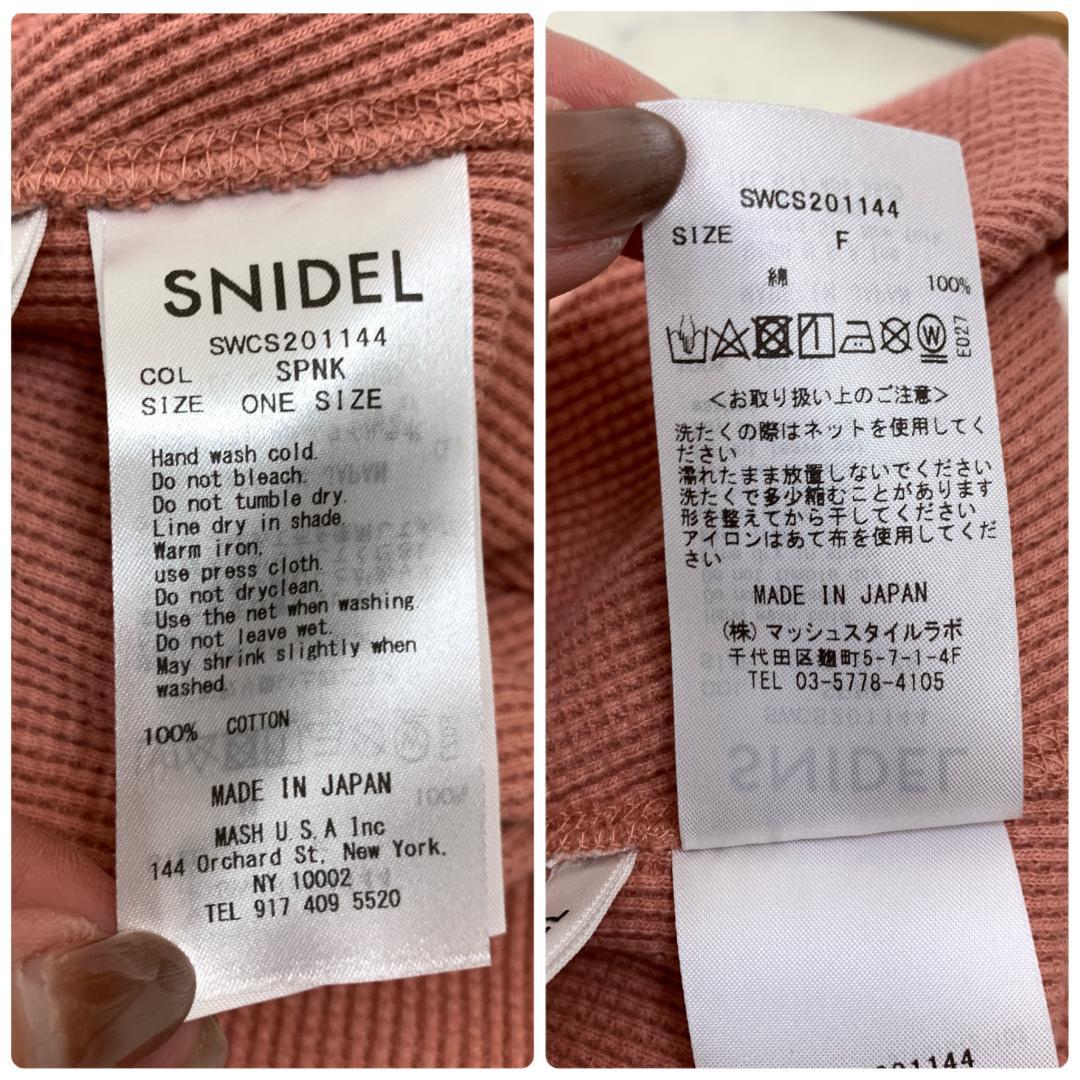 SNIDEL
SWCS201144
COL SPNK
SIZE ONE SIZE
Hand wash cold.
Do not bleach.
Do not tumble dry.
Line dry in shade.
Warm iron.
use press cloth.
Do not dryclean.
Use the net when washing.
Do not leave wet.
May shrink slightly when
washed.
100% COTTON
MADE IN JAPAN
MASH U.S.A Inc
144 Orchard St. New York.
NY 10002
TEL 917 409 5520
SWCS201144
SIZE F
綿 100%
W
E027
<お取り扱い上のご注意>
洗たくの際はネットを使用してく
ださい
濡れたまま放置しないでください
洗たくで多少縮むことがあります
形を整えてから干してください
アイロンはあて布を使用してくだ
さい
MADE IN JAPAN
(株)マッシュスタイルラボ
千代田区麹町5-7-1-4F
TEL 03-5778-4105
201144